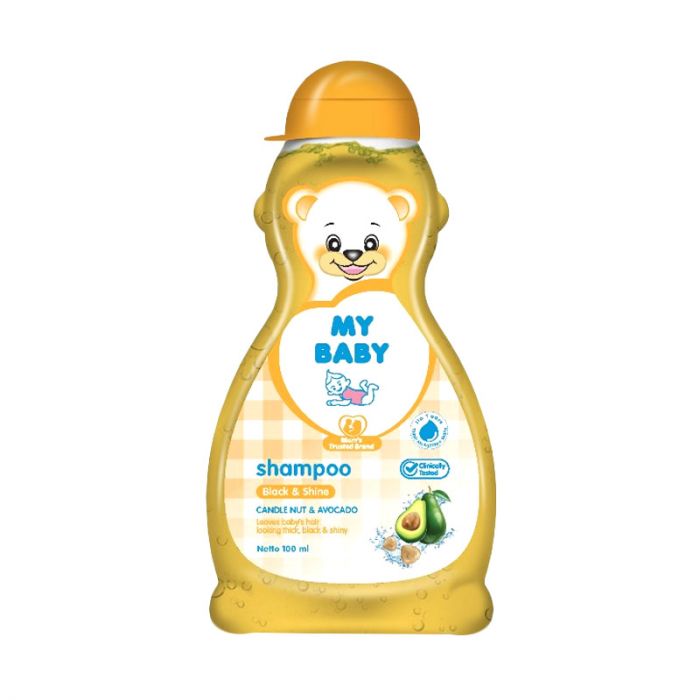 MY
BABY
Mom's
Trusted Brand
shampoo
Black & Shine
CANDLE NUT & AVOCADO
Leaves baby's hair
looking thick, black & shiny
Netto 100 ml
Clinically
Tested